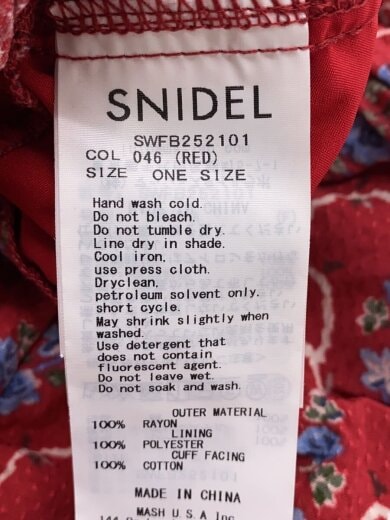 SNIDEL
SWFB252101
COL 046 (RED)
SIZE ONE SIZE
Hand wash cold.
Do not bleach.
Do not tumble dry.
Line dry in shade.
Cool iron,
use press cloth.
Dryclean,
petroleum solvent only.
short cycle.
May shrink slightly when
washed.
Use detergent that
does not contain
fluorescent agent.
Do not leave wet.
Do not soak and wash.
OUTER MATERIAL
100% RAYON
LINING
100% POLYESTER
CUFF FACING
100% COTTON
MADE IN CHINA
MASH U.S.A Inc